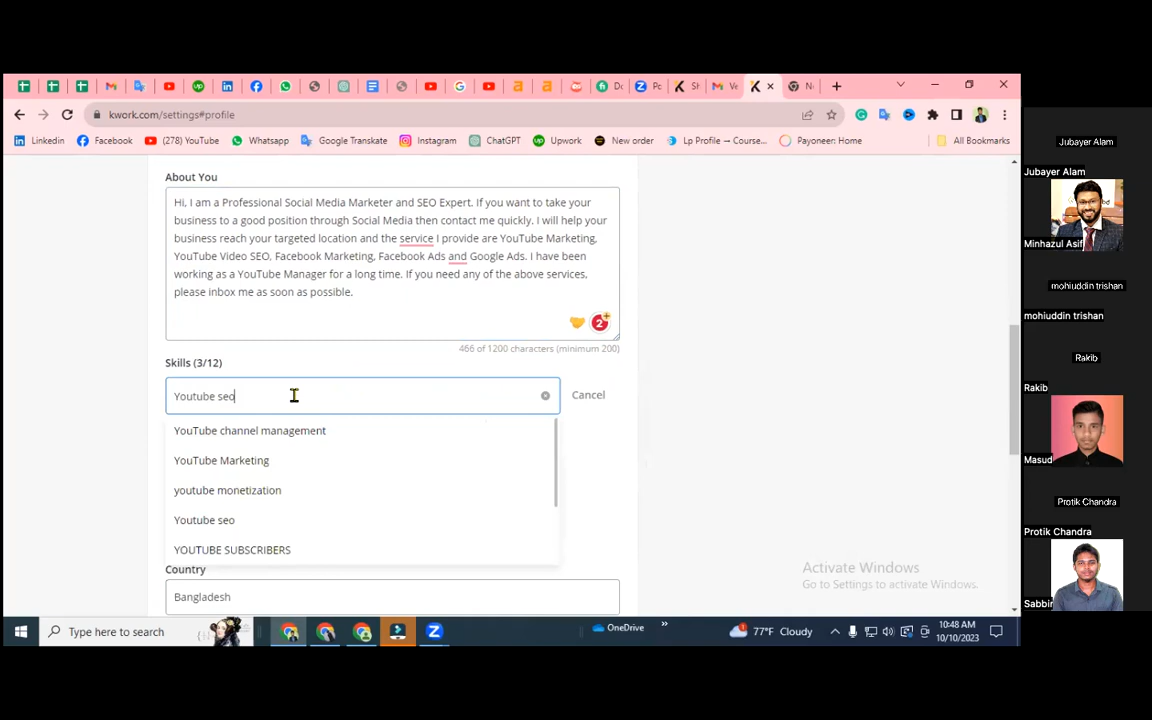 Do
Pc
St
Ve
N
kwork.com/settings#profile
Linkedin
Facebook
(278) YouTube
Whatsapp
Google Transkate
Instagram
ChatGPT
Upwork
New order
Lp Profile → Course...
Payoneer: Home
All Bookmarks
About You
Hi, I am a Professional Social Media Marketer and SEO Expert. If you want to take your
business to a good position through Social Media then contact me quickly. I will help your
business reach your targeted location and the service I provide are YouTube Marketing,
YouTube Video SEO, Facebook Marketing, Facebook Ads and Google Ads. I have been
working as a YouTube Manager for a long time. If you need any of the above services,
please inbox me as soon as possible.
2+
466 of 1200 characters (minimum 200)
Skills (3/12)
Youtube seo
Cancel
YouTube channel management
YouTube Marketing
youtube monetization
Youtube seo
YOUTUBE SUBSCRIBERS
Country
Bangladesh
Activate Windows
Go to Settings to activate Windows.
Type here to search
OneDrive
77°F Cloudy
10:48 AM
10/10/2023
Jubayer Alam
Jubayer Alam
Minhazul Asif
mohiuddin trishan
mohiuddin trishan
Rakib
Rakib
Masud
Protik Chandra
Protik Chandra
Sabbir